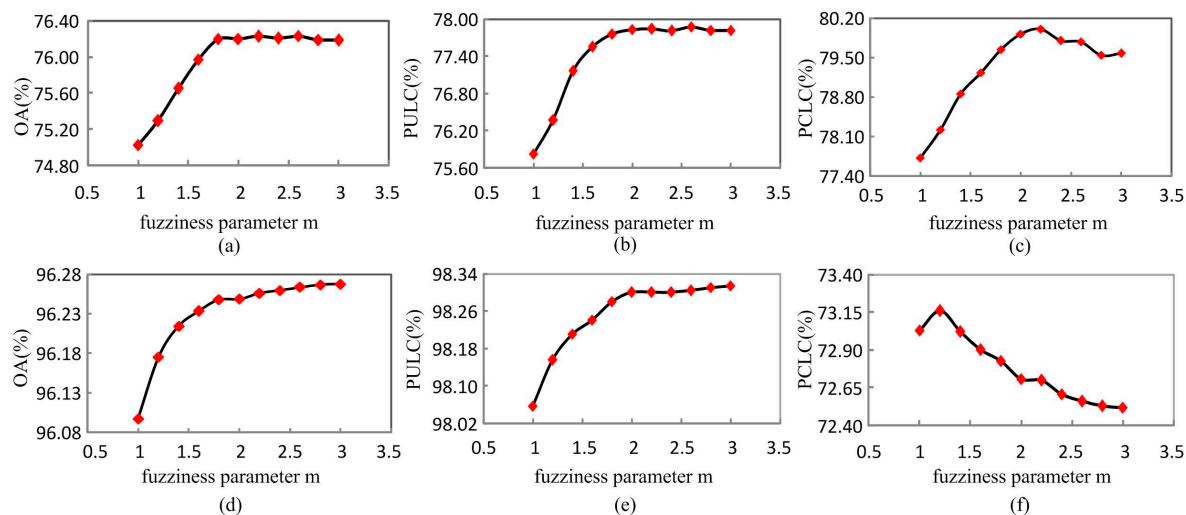 76.40
76.00
75.60
75.20
74.80
OA(%)
0.5 1 1.5 2 2.5 3 3.5
fuzziness parameter m
(a)
78.00
77.40
76.80
76.20
75.60
PULC(%)
0.5 1 1.5 2 2.5 3 3.5
fuzziness parameter m
(b)
80.20
79.50
78.80
78.10
77.40
PCLC(%)
0.5 1 1.5 2 2.5 3 3.5
fuzziness parameter m
(c)
96.28
96.23
96.18
96.13
96.08
OA(%)
0.5 1 1.5 2 2.5 3 3.5
fuzziness parameter m
(d)
98.34
98.26
98.18
98.10
98.02
PULC(%)
0.5 1 1.5 2 2.5 3 3.5
fuzziness parameter m
(e)
73.40
73.15
72.90
72.65
72.40
PCLC(%)
0.5 1 1.5 2 2.5 3 3.5
fuzziness parameter m
(f)